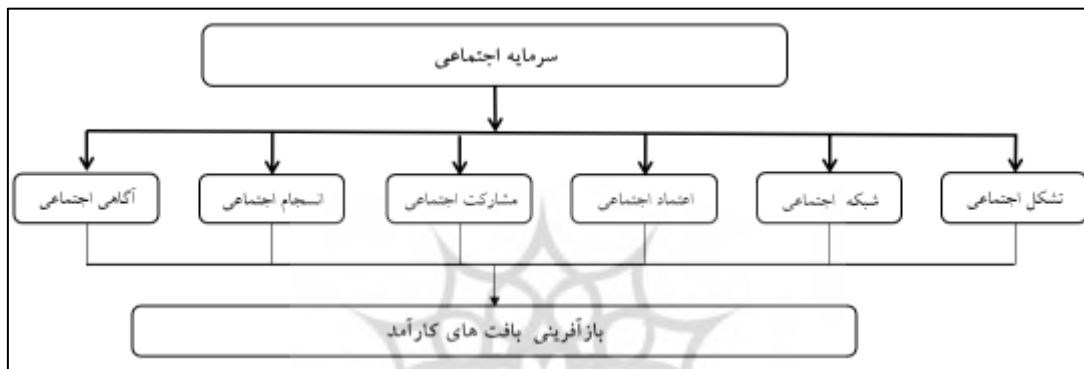 سرمایه اجتماعی
تشکل اجتماعی
شبکه اجتماعی
اعتماد اجتماعی
مشارکت اجتماعی
انسجام اجتماعی
آگاهی اجتماعی
بازآفرینی بافت های کارآمد